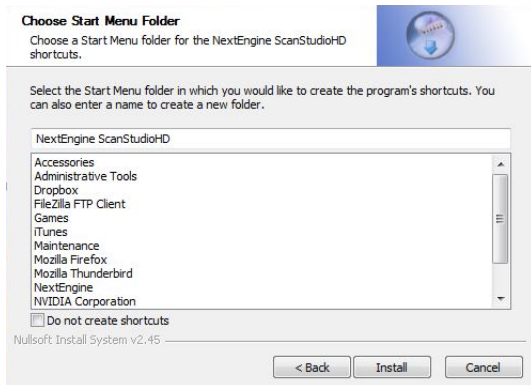 Choose Start Menu Folder
Choose a Start Menu folder for the NextEngine ScanStudioHD
shortcuts.
Select the Start Menu folder in which you would like to create the program's shortcuts. You
can also enter a name to create a new folder.
NextEngine ScanStudioHD
Accessories
Administrative Tools
Dropbox
FileZilla FTP Client
Games
iTunes
Maintenance
Mozilla Firefox
Mozilla Thunderbird
NextEngine
NVIDIA Corporation
Do not create shortcuts
Nullsoft Install System v2.45
< Back
Install
Cancel